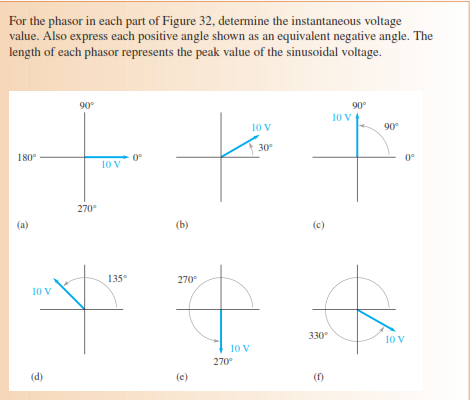 For the phasor in each part of Figure 32, determine the instantaneous voltage
value. Also express each positive angle shown as an equivalent negative angle. The
length of each phasor represents the peak value of the sinusoidal voltage.
90°
180°
0°
10 V
270°
(a)
10 V
30°
(b)
90°
10 V
90°
0°
(c)
135°
10 V
(d)
270°
10 V
270°
(e)
330°
10 V
(f)